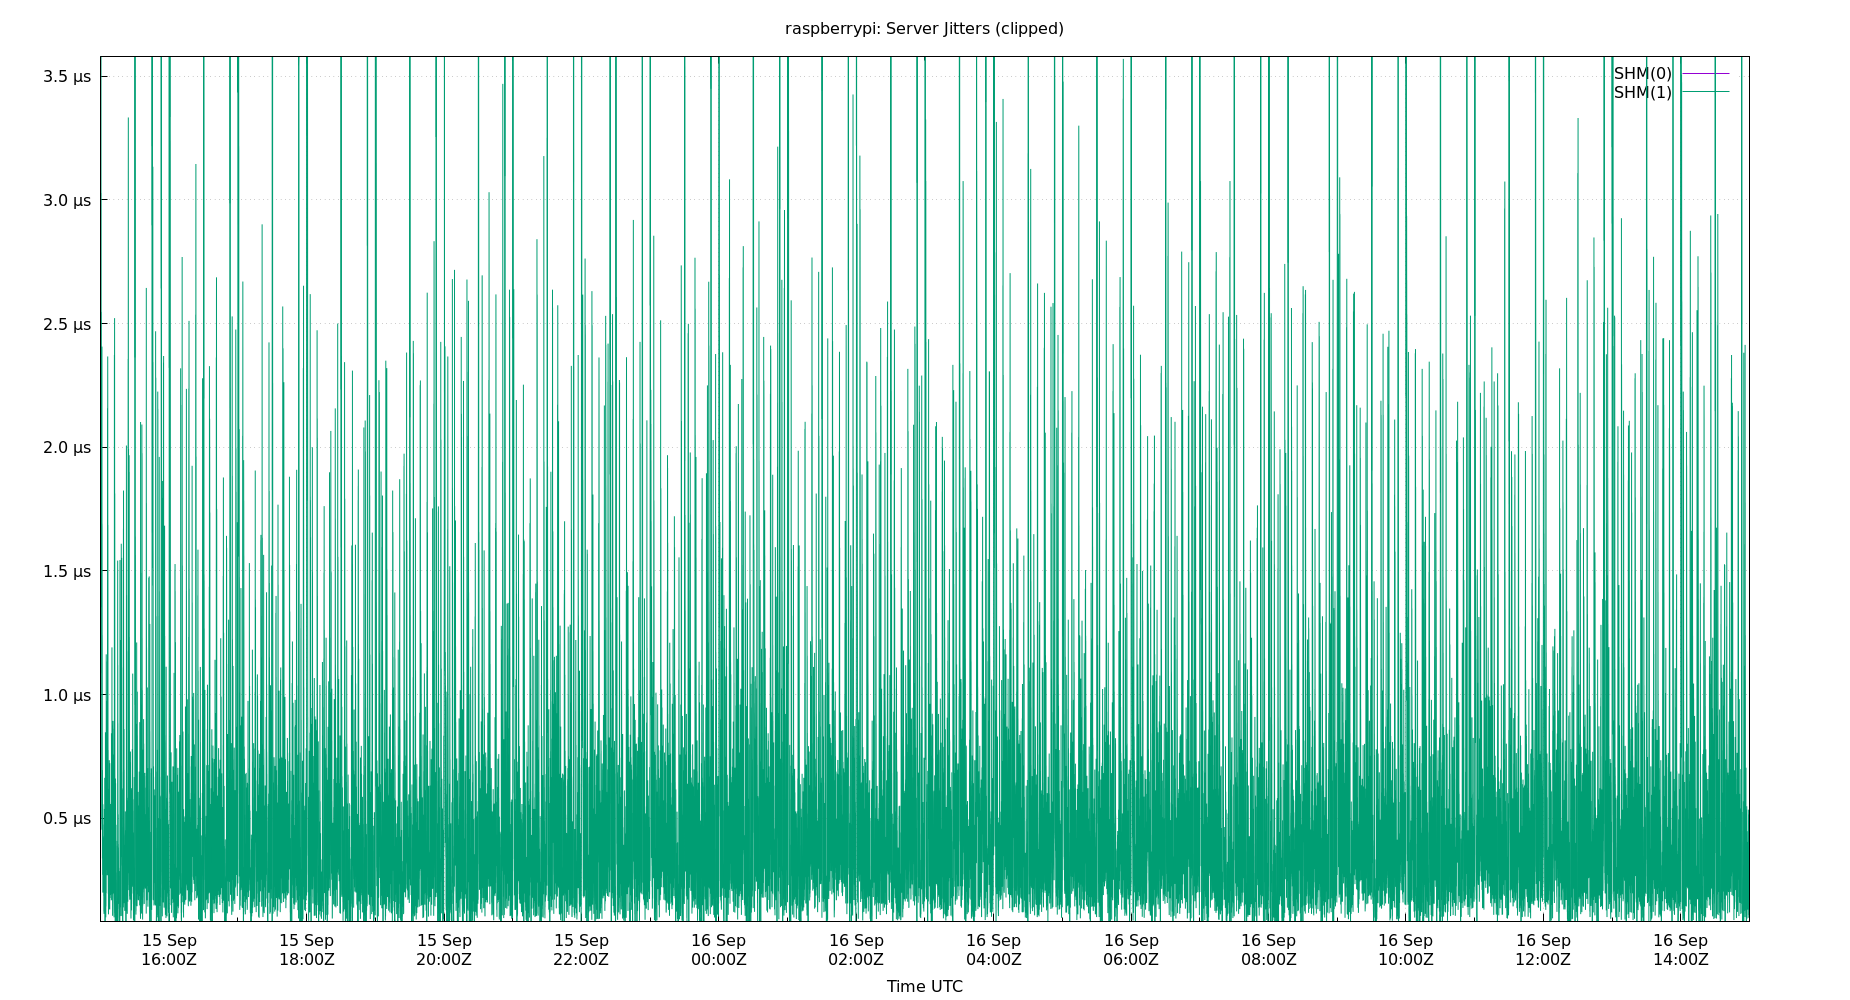 raspberrypi: Server Jitters (clipped)
3.5 µs
3.0 µs
2.5 µs
2.0 µs
1.5 µs
1.0 µs
0.5 µs
SHM(0)
SHM(1)
15 Sep 15 Sep 15 Sep 15 Sep 16 Sep 16 Sep 16 Sep 16 Sep 16 Sep 16 Sep 16 Sep 16 Sep
16:00Z 18:00Z 20:00Z 22:00Z 00:00Z 02:00Z 04:00Z 06:00Z 08:00Z 10:00Z 12:00Z 14:00Z
Time UTC